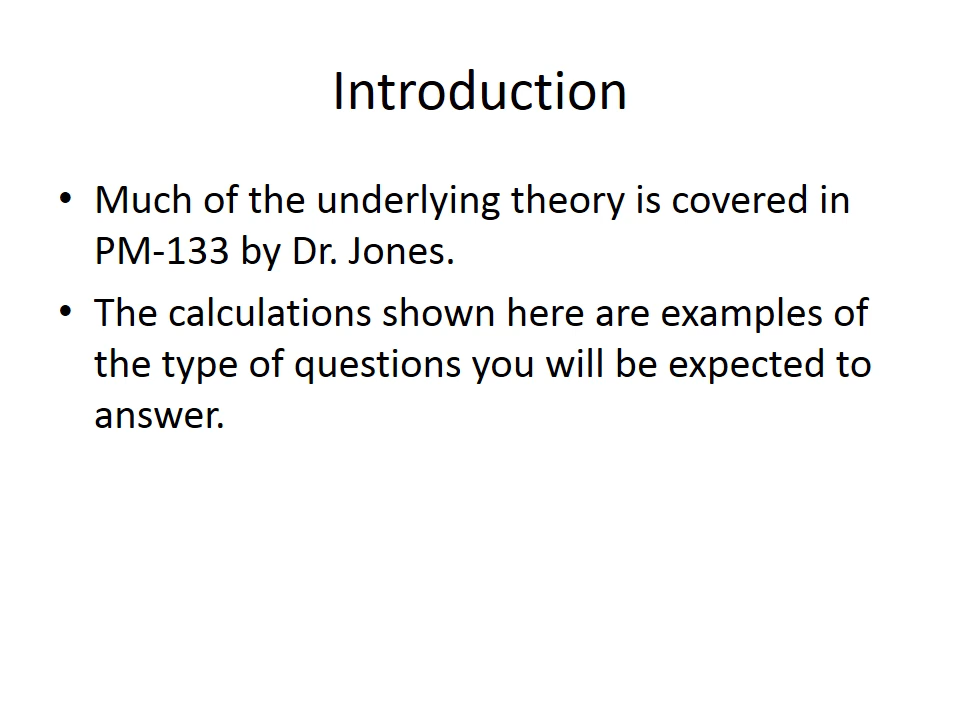 Introduction
• Much of the underlying theory is covered in
PM-133 by Dr. Jones.
• The calculations shown here are examples of
the type of questions you will be expected to
answer.